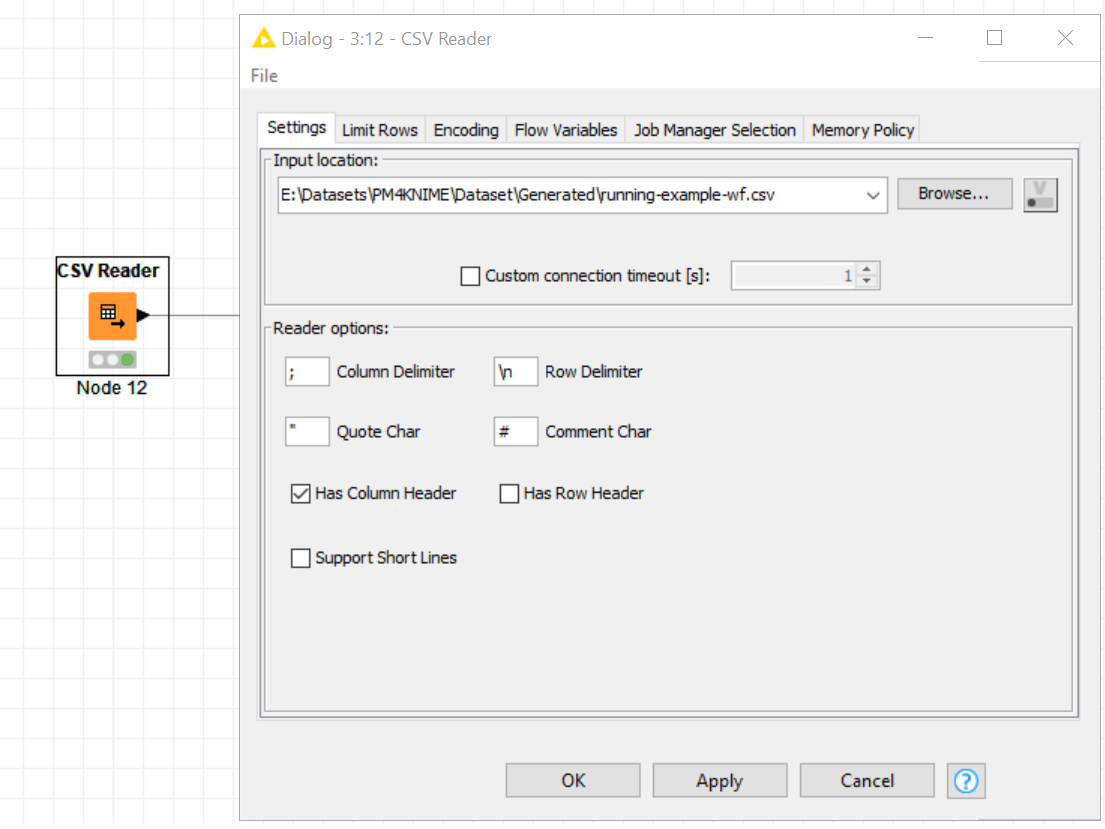 Dialog - 3:12 - CSV Reader
File
Settings Limit Rows Encoding Flow Variables Job Manager Selection Memory Policy
Input location:
E:\Datasets\PM4KNIME\Dataset\Generated\running-example-wf.csv Browse... V
CSV Reader
Custom connection timeout [s]: 1
Reader options:
; Column Delimiter \n Row Delimiter
Node 12
" Quote Char # Comment Char
Has Column Header Has Row Header
Support Short Lines
OK Apply Cancel ?